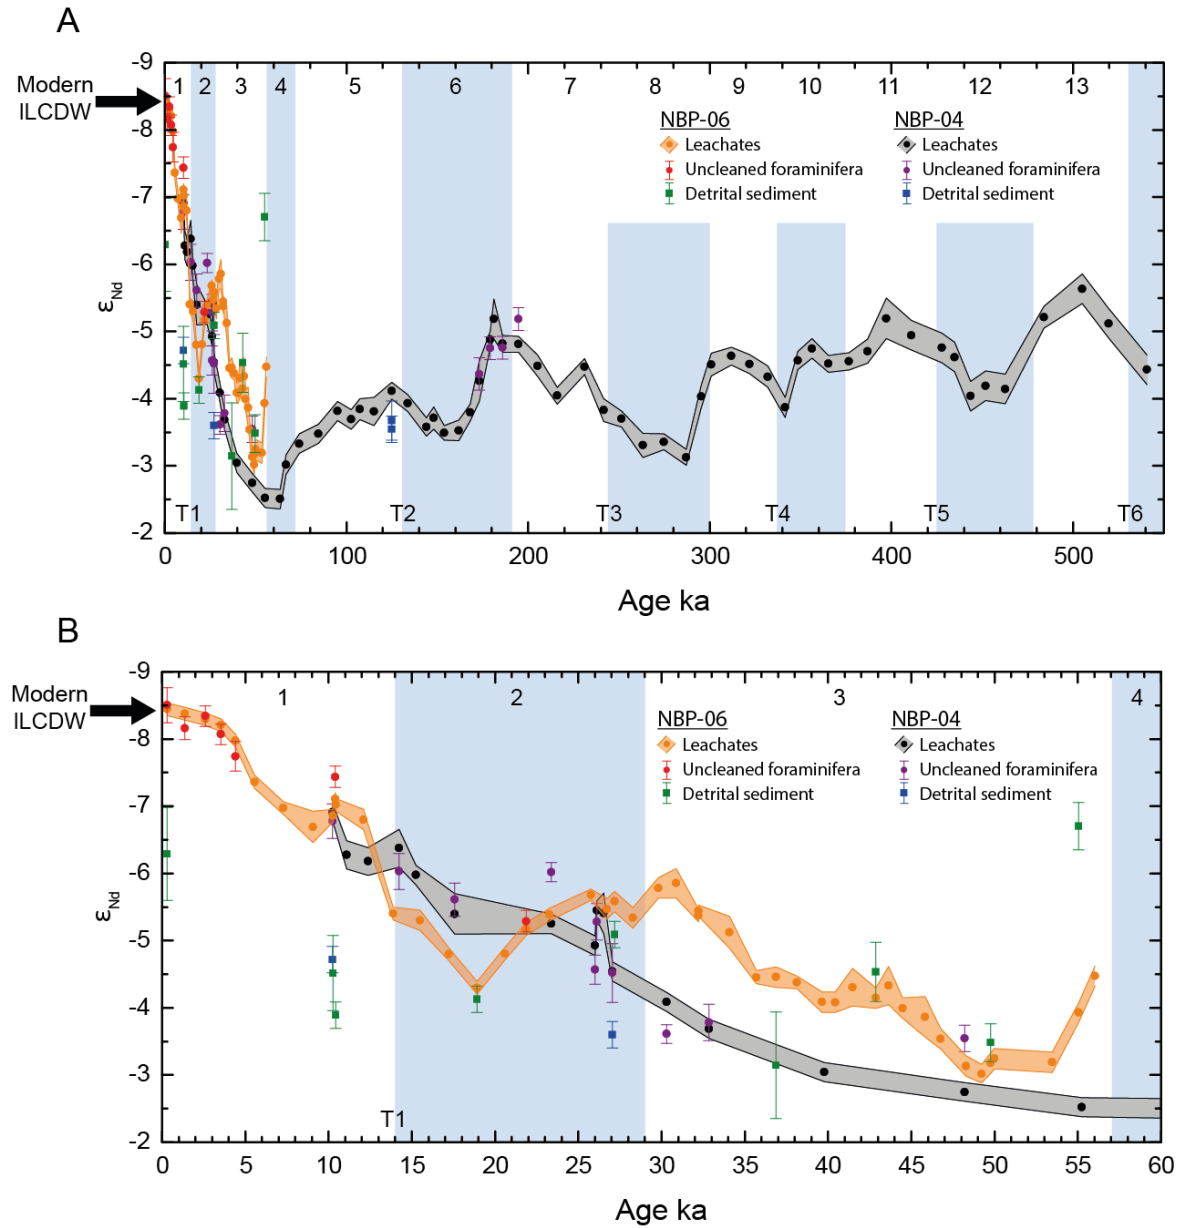 A
-9
1 2 3 4 5 6 7 8 9 10 11 12 13
Modern
ILCDW
NBP-06 NBP-04
Leachates Leachates
Uncleaned foraminifera Uncleaned foraminifera
Detrital sediment Detrital sediment
-8
-7
-6
εNd
-5
-4
-3
T1 T2 T3 T4 T5 T6
-2
0 100 200 300 400 500
Age ka
B
-9
Modern
ILCDW
1 2 3 4
NBP-06 NBP-04
Leachates Leachates
Uncleaned foraminifera Uncleaned foraminifera
Detrital sediment Detrital sediment
-8
-7
-6
εNd
-5
-4
-3
T1
-2
0 5 10 15 20 25 30 35 40 45 50 55 60
Age ka